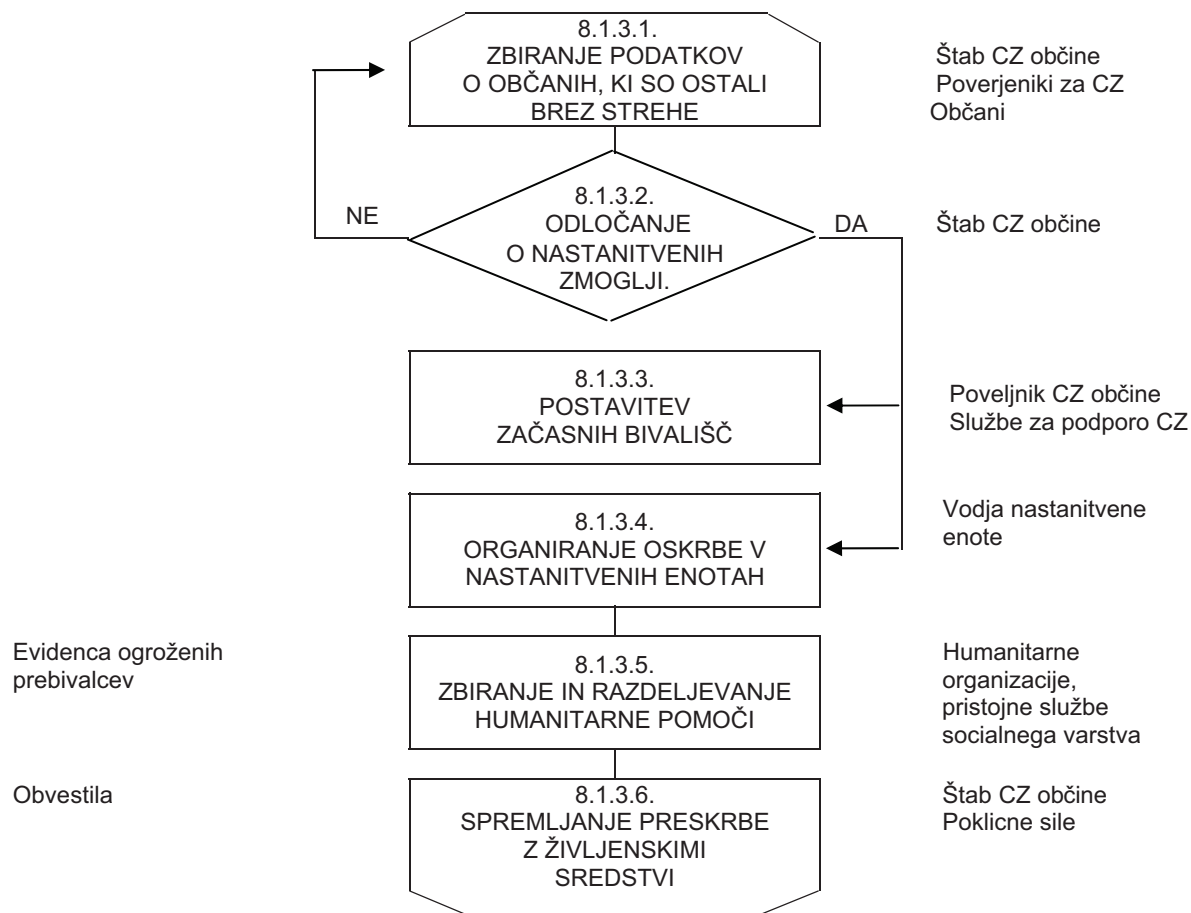 8.1.3.1.
ZBIRANJE PODATKOV
O OBČANIH, KI SO OSTALI
BREZ STREHE
Štab CZ občine
Poverjeniki za CZ
Občani
NE
8.1.3.2.
ODLOČANJE
O NASTANITVENIH
ZMOGLJI.
DA
Štab CZ občine
8.1.3.3.
POSTAVITEV
ZAČASNIH BIVALIŠČ
Poveljnik CZ občine
Službe za podporo CZ
8.1.3.4.
ORGANIRANJE OSKRBE V
NASTANITVENIH ENOTAH
Vodja nastanitvene
enote
Evidenca ogroženih
prebivalcev
8.1.3.5.
ZBIRANJE IN RAZDELJEVANJE
HUMANITARNE POMOČI
Humanitarne
organizacije,
pristojne službe
socialnega varstva
Obvestila
8.1.3.6.
SPREMLJANJE PRESKRBE
Z ŽIVLJENSKIMI
SREDSTVI
Štab CZ občine
Poklicne sile